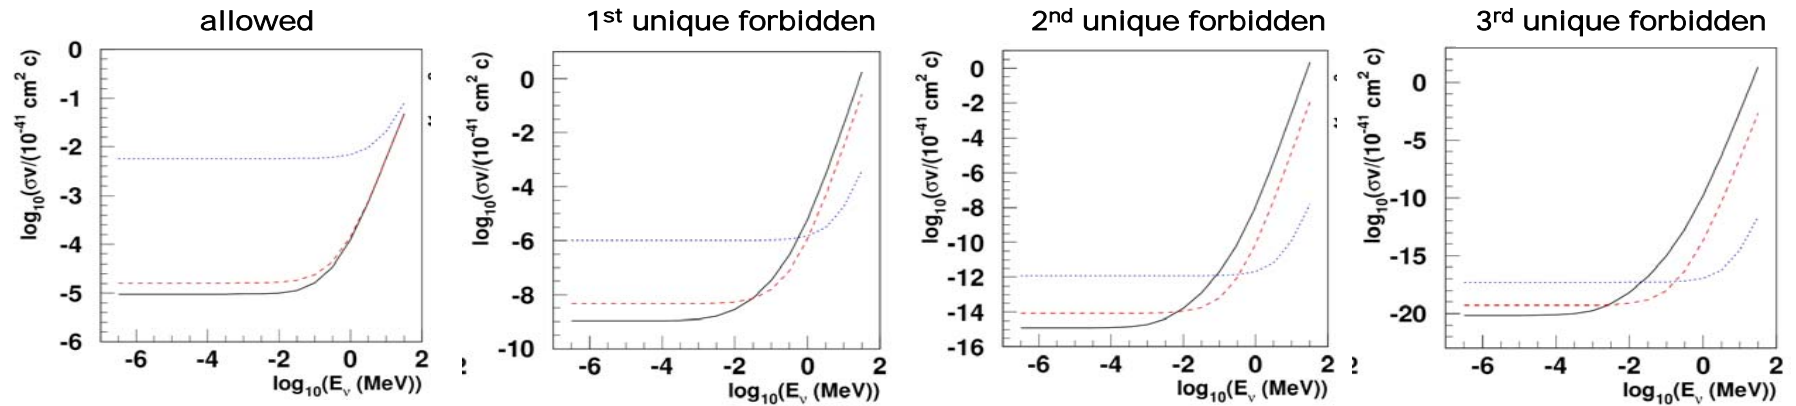 allowed
1st unique forbidden
2nd unique forbidden
3rd unique forbidden
log10(σv/(10-41 cm2 c)
0
-1
-2
-3
-4
-5
-6
-6 -4 -2 0 2
log10(Eν (MeV))
log10(σv/(10-41 cm2 c)
0
-2
-4
-6
-8
-10
-6 -4 -2 0 2
log10(Eν (MeV))
log10(σv/(10-41 cm2 c)
0
-2
-4
-6
-8
-10
-12
-14
-16
-6 -4 -2 0 2
log10(Eν (MeV))
log10(σv/(10-41 cm2 c)
0
-5
-10
-15
-20
-6 -4 -2 0 2
log10(Eν (MeV))